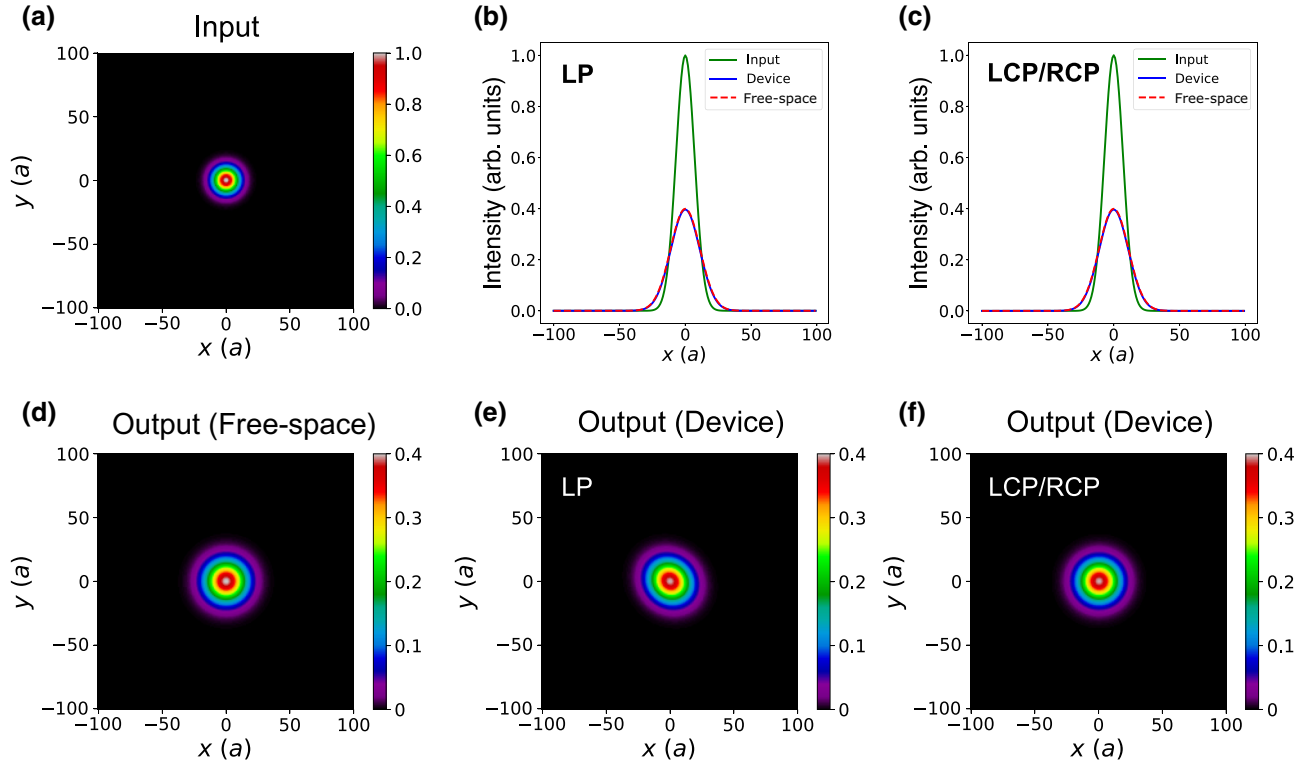 (a)
Input
100
50
0
−50
−100
y (a)
−100
−50
0
50
100
x (a)
1.0
0.8
0.6
0.4
0.2
0.0
(b)
LP
Input
Device
Free-space
1.0
0.8
0.6
0.4
0.2
0.0
Intensity (arb. units)
−100
−50
0
50
100
x (a)
(c)
LCP/RCP
Input
Device
Free-space
1.0
0.8
0.6
0.4
0.2
0.0
Intensity (arb. units)
−100
−50
0
50
100
x (a)
(d)
Output (Free-space)
100
50
0
−50
−100
y (a)
−100
−50
0
50
100
x (a)
0.4
0.3
0.2
0.1
0
(e)
Output (Device)
LP
100
50
0
−50
−100
y (a)
−100
−50
0
50
100
x (a)
0.4
0.3
0.2
0.1
0
(f)
Output (Device)
LCP/RCP
100
50
0
−50
−100
y (a)
−100
−50
0
50
100
x (a)
0.4
0.3
0.2
0.1
0